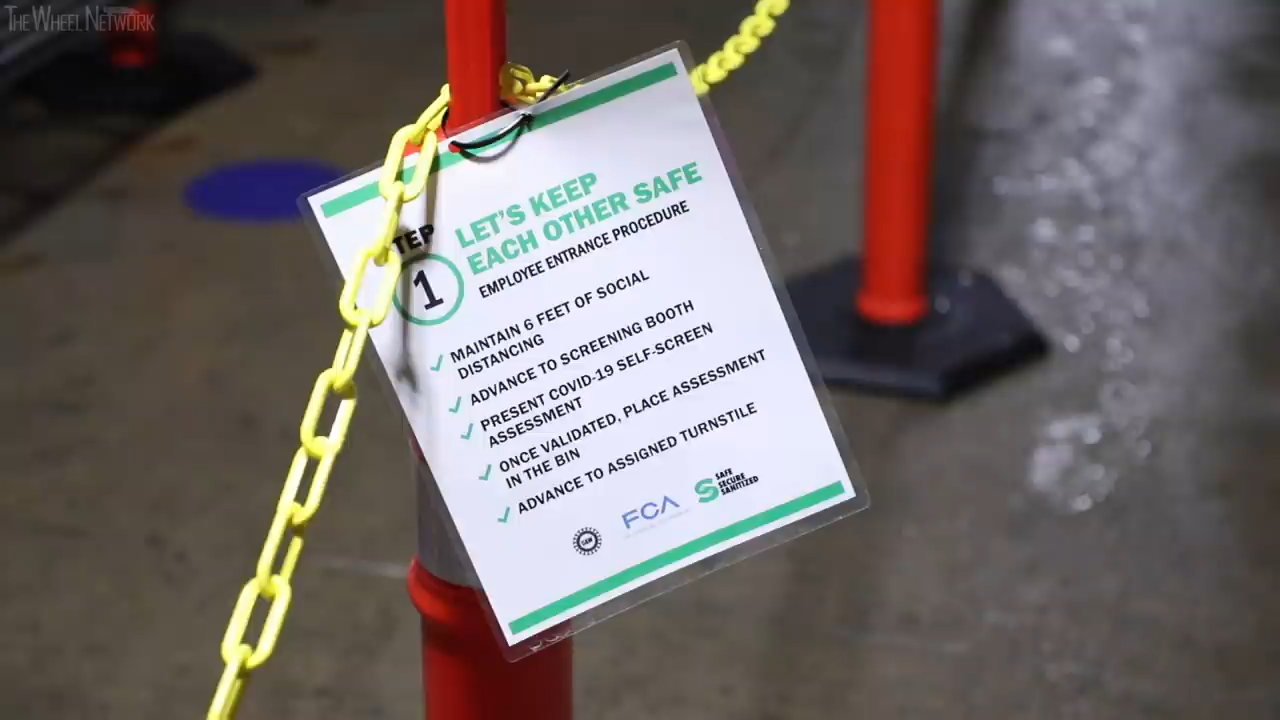 THE WHEEL NETWORK
LET'S KEEP
EACH OTHER SAFE
EMPLOYEE ENTRANCE PROCEDURE
TEP
1
MAINTAIN 6 FEET OF SOCIAL
DISTANCING
ADVANCE TO SCREENING BOOTH
PRESENT COVID-19 SELF-SCREEN
ASSESSMENT
ONCE VALIDATED, PLACE ASSESSMENT
IN THE BIN
ADVANCE TO ASSIGNED TURNSTILE
FCA
SAFE
SECURE
SANITIZED